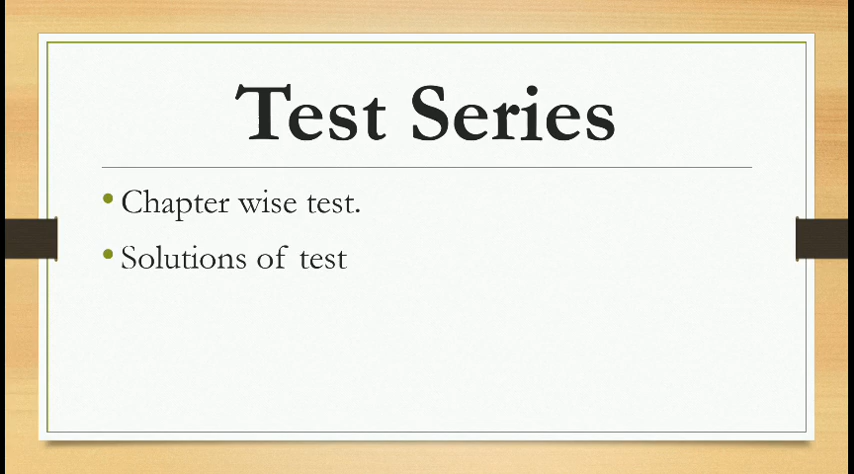 Test Series
• Chapter wise test.
• Solutions of test